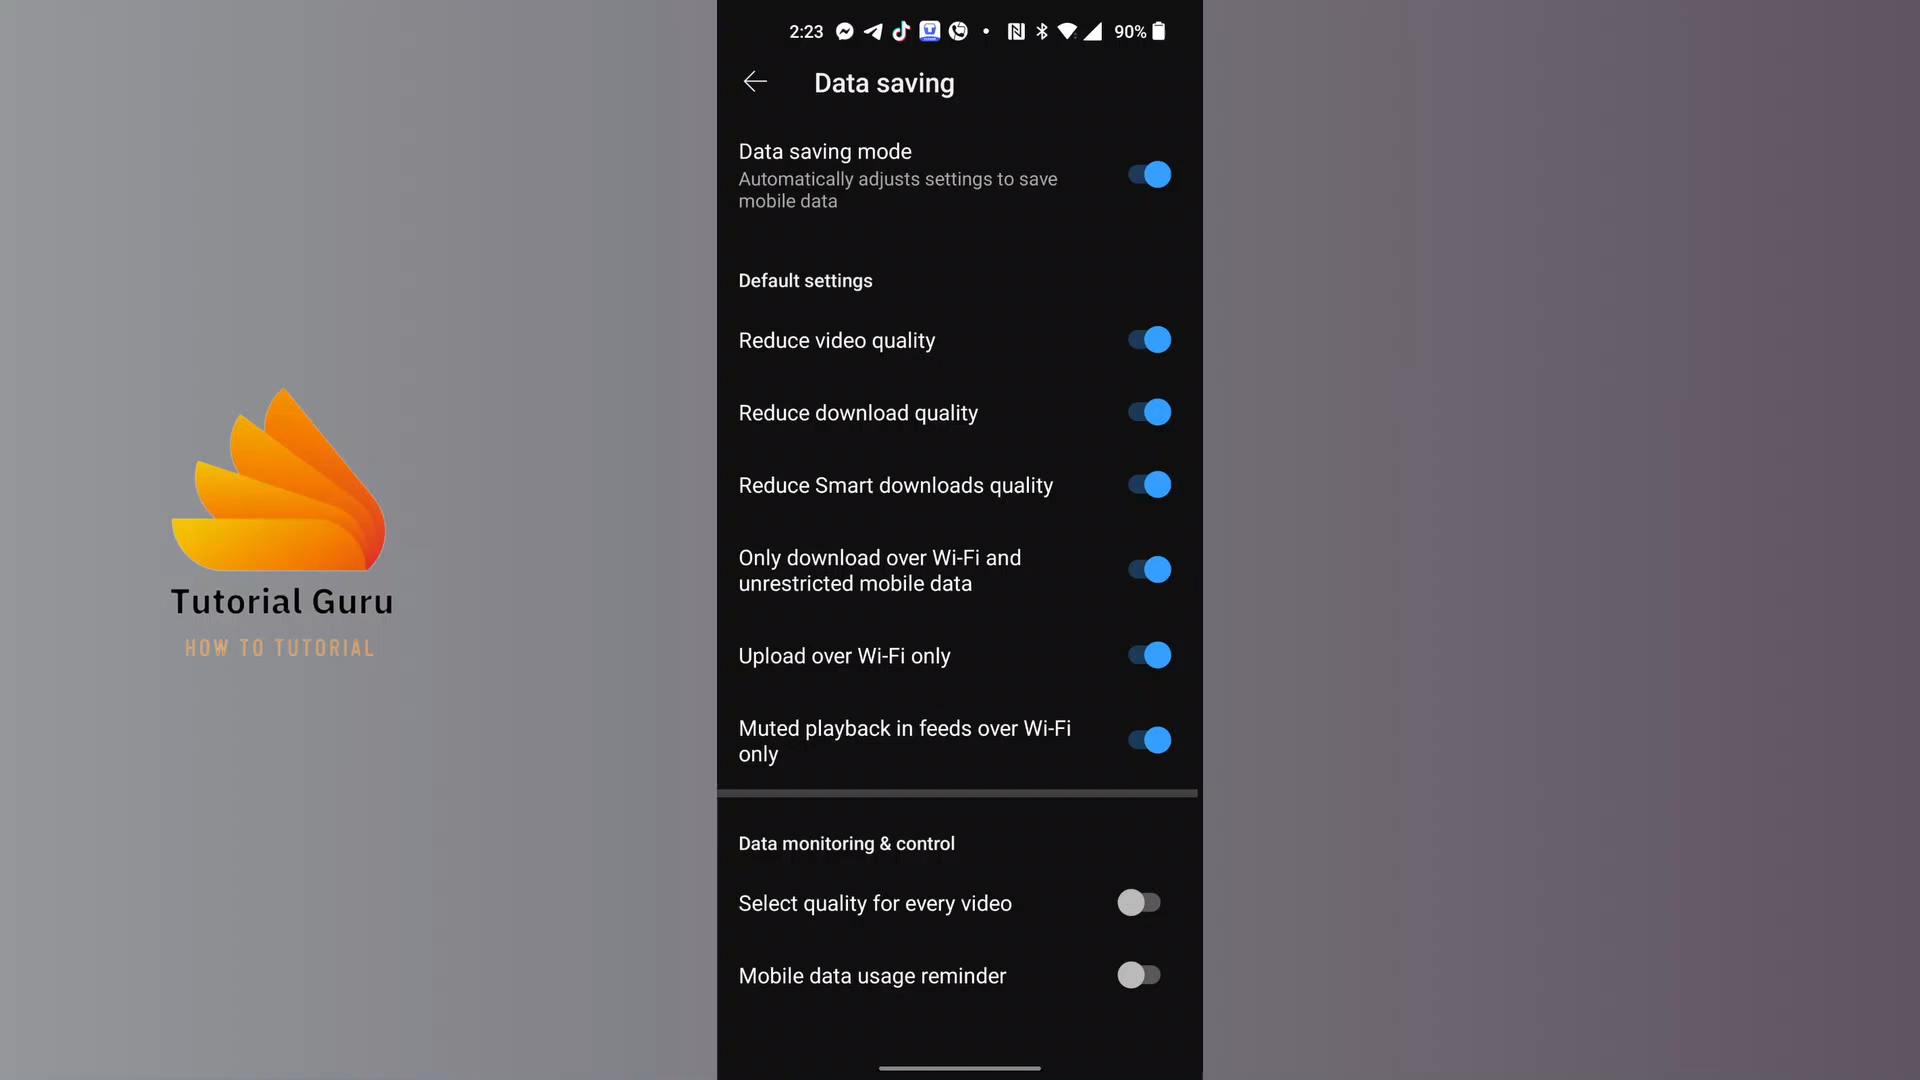 2:23
90%
Data saving
Data saving mode
Automatically adjusts settings to save
mobile data
Default settings
Reduce video quality
Reduce download quality
Reduce Smart downloads quality
Only download over Wi-Fi and
unrestricted mobile data
Upload over Wi-Fi only
Muted playback in feeds over Wi-Fi
only
Data monitoring & control
Select quality for every video
Mobile data usage reminder
Tutorial Guru
HOW TO TUTORIAL